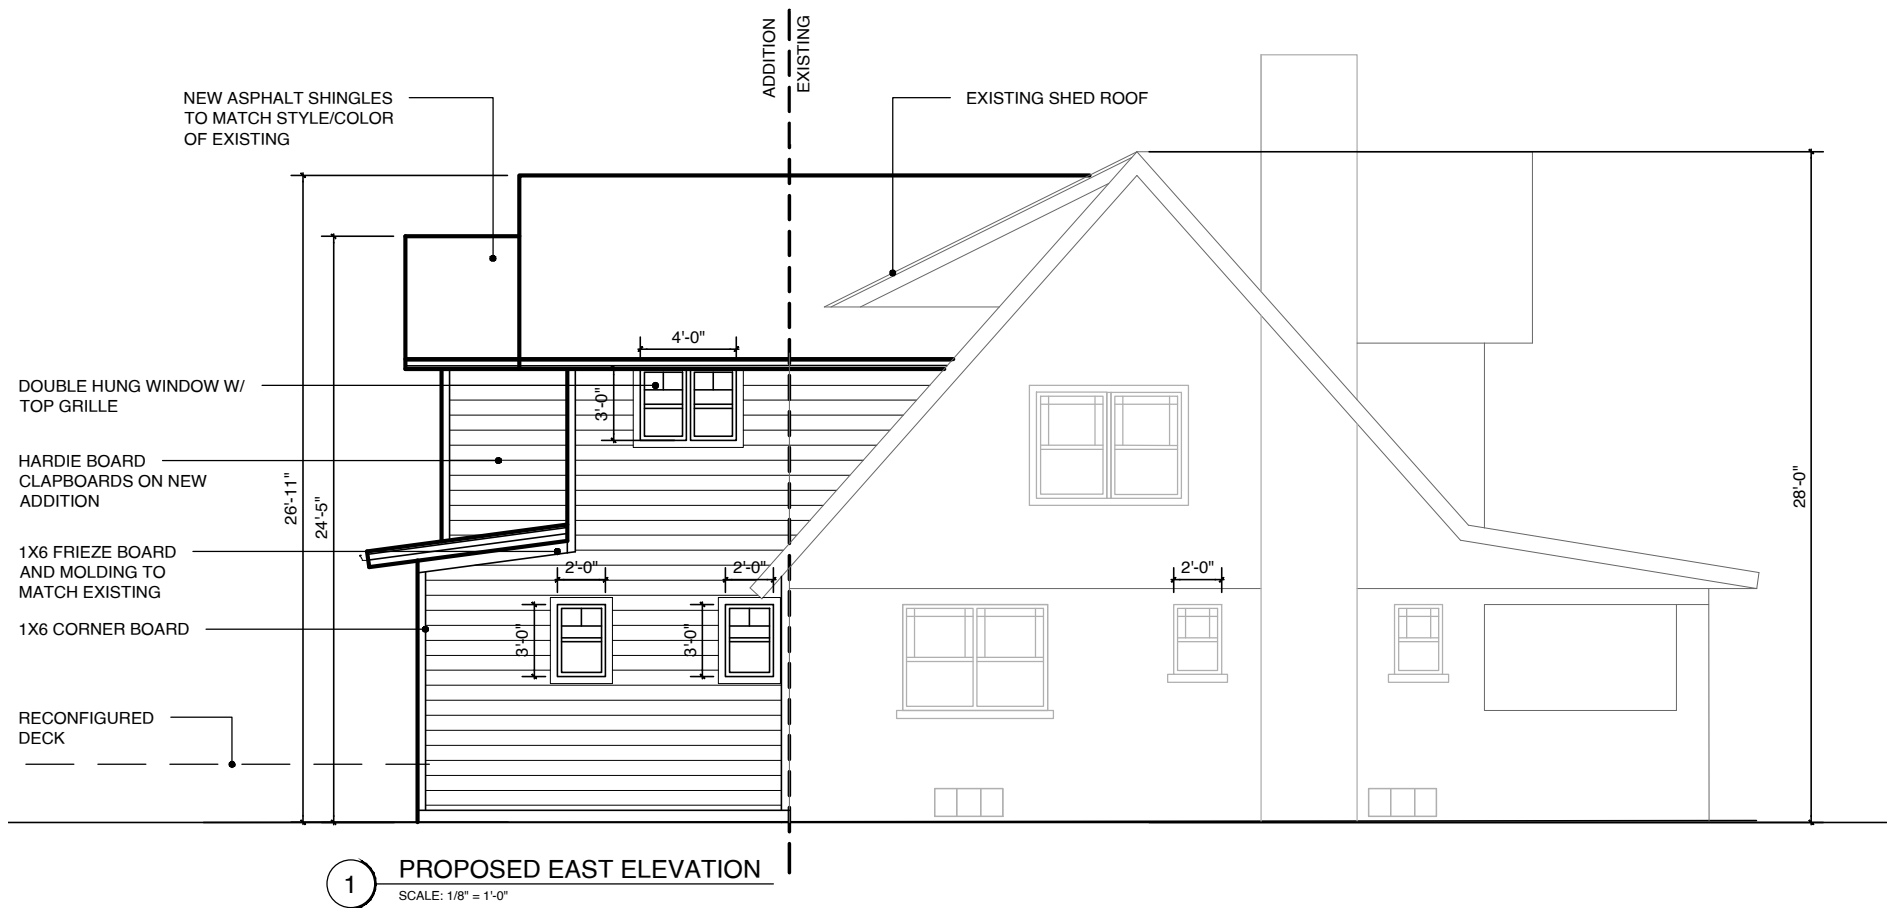 ADDITION
EXISTING
NEW ASPHALT SHINGLES
TO MATCH STYLE/COLOR
OF EXISTING
EXISTING SHED ROOF
4'-0"
DOUBLE HUNG WINDOW W/
TOP GRILLE
3'-0"
HARDIE BOARD
CLAPBOARDS ON NEW
ADDITION
26'-11"
24'-5"
28'-0"
1X6 FRIEZE BOARD
AND MOLDING TO
MATCH EXISTING
2'-0"
2'-0"
2'-0"
1X6 CORNER BOARD
3'-0"
3'-0"
RECONFIGURED
DECK
1
PROPOSED EAST ELEVATION
SCALE: 1/8" = 1'-0"